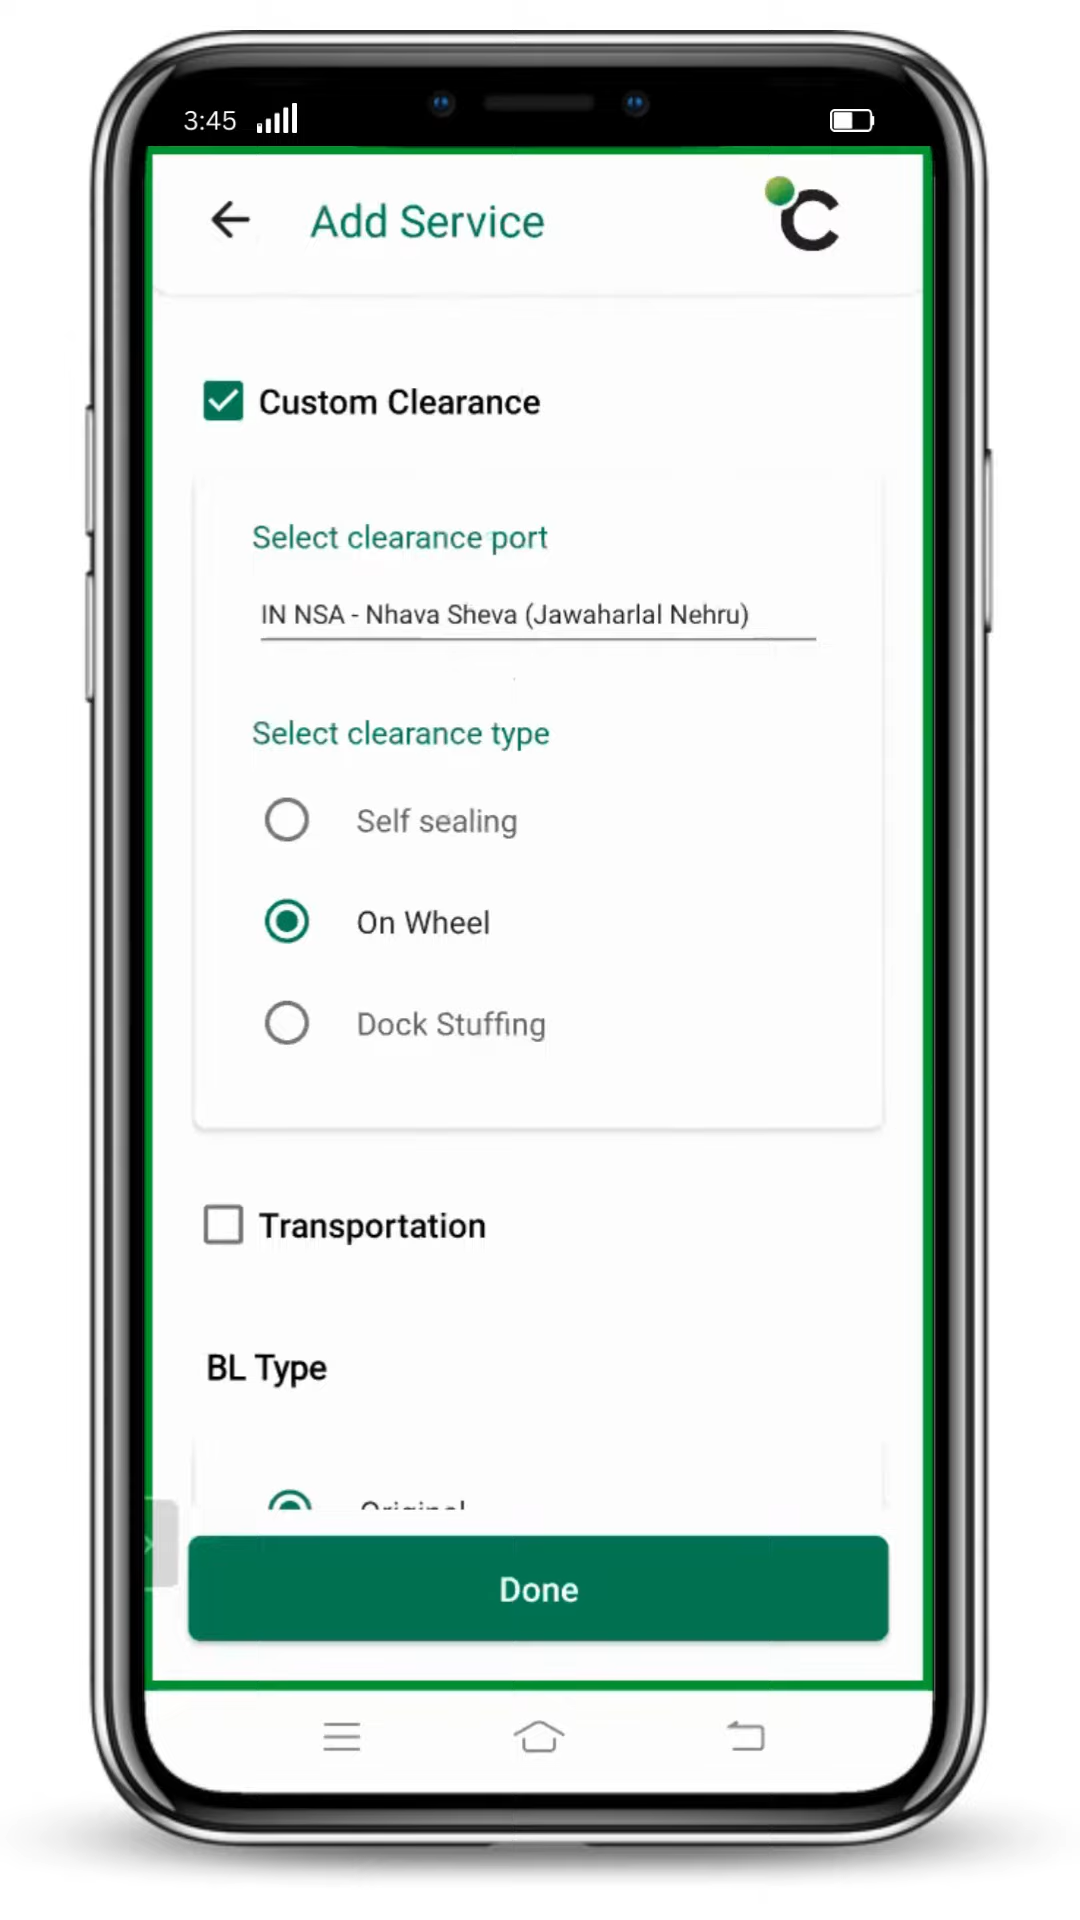 3:45
Add Service
Custom Clearance
Select clearance port
IN NSA - Nhava Sheva (Jawaharlal Nehru)
Select clearance type
Self sealing
On Wheel
Dock Stuffing
Transportation
BL Type
Original
Done